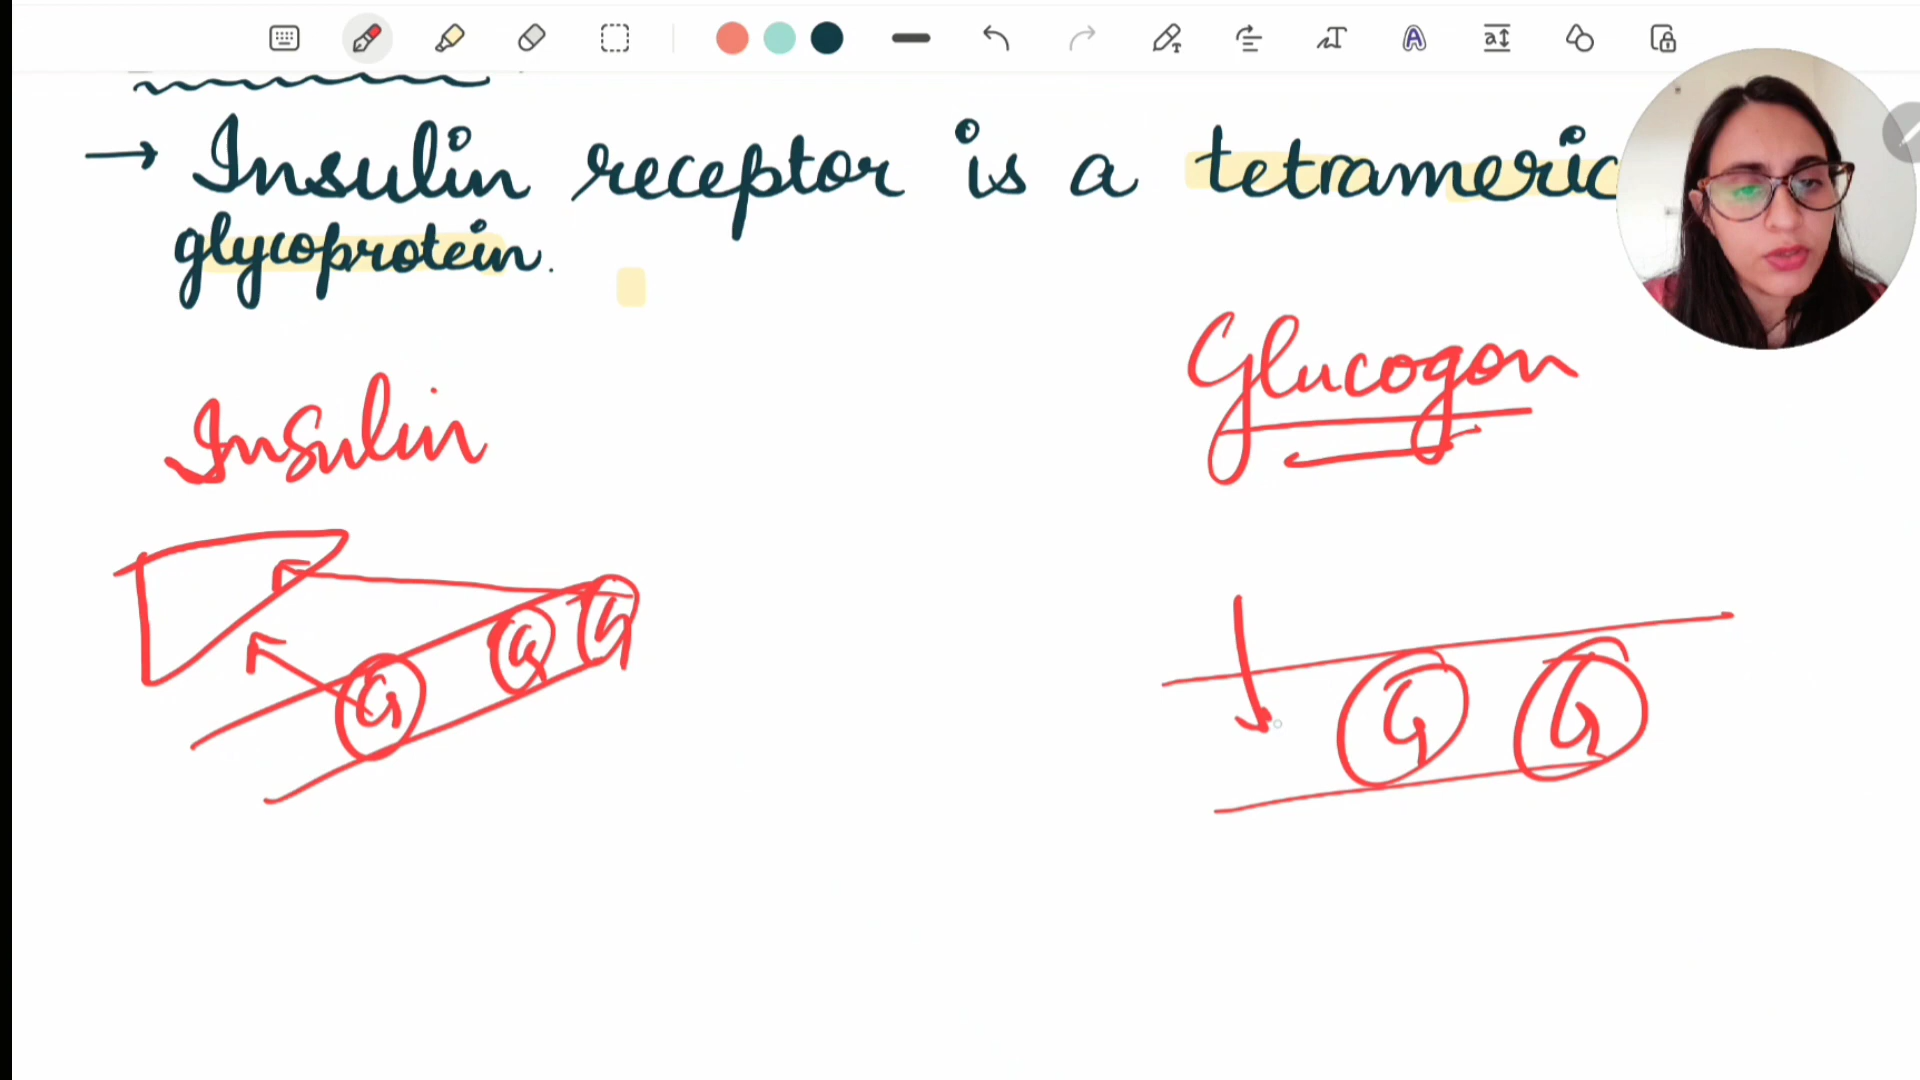 → Insulin receptor is a tetrameric
glycoprotein.
Glucogon
Insulin
G G G
G G